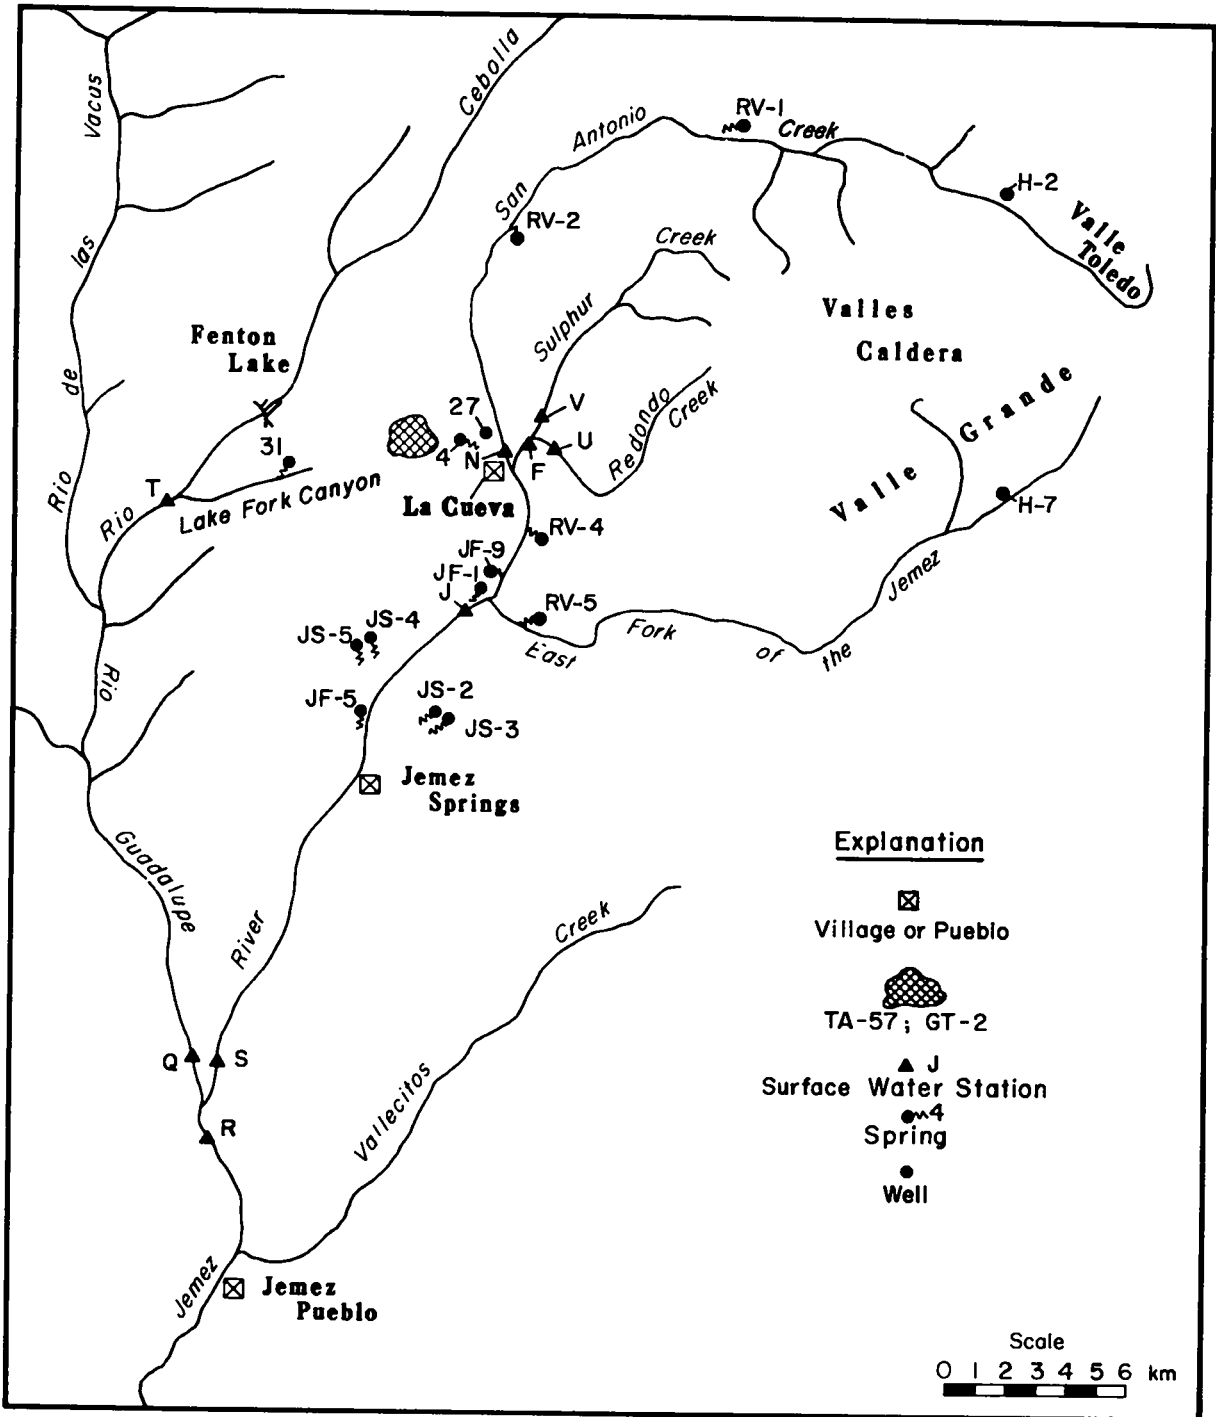 Vacus
las
de
Rio
Cebolla
San
Antonio
Creek
RV-1
H-2
Valle
Toledo
RV-2
Creek
Sulphur
Valles
Caldera
Fenton
Lake
Redondo
Creek
Valle
Grande
27
4
N
V
U
F
31
T
Lake Fork Canyon
Rio
La Cueva
H-7
RV-4
JF-9
JF-1
J
RV-5
East
Fork
of
the
Jemez
JS-5
JS-4
JF-5
JS-2
JS-3
Rio
Guadalupe
Jemez
Springs
River
Creek
Vallecitos
Q
S
R
Jemez
Jemez
Pueblo
Explanation
Village or Pueblo
TA-57; GT-2
J
Surface Water Station
4
Spring
Well
Scale
0 1 2 3 4 5 6 km